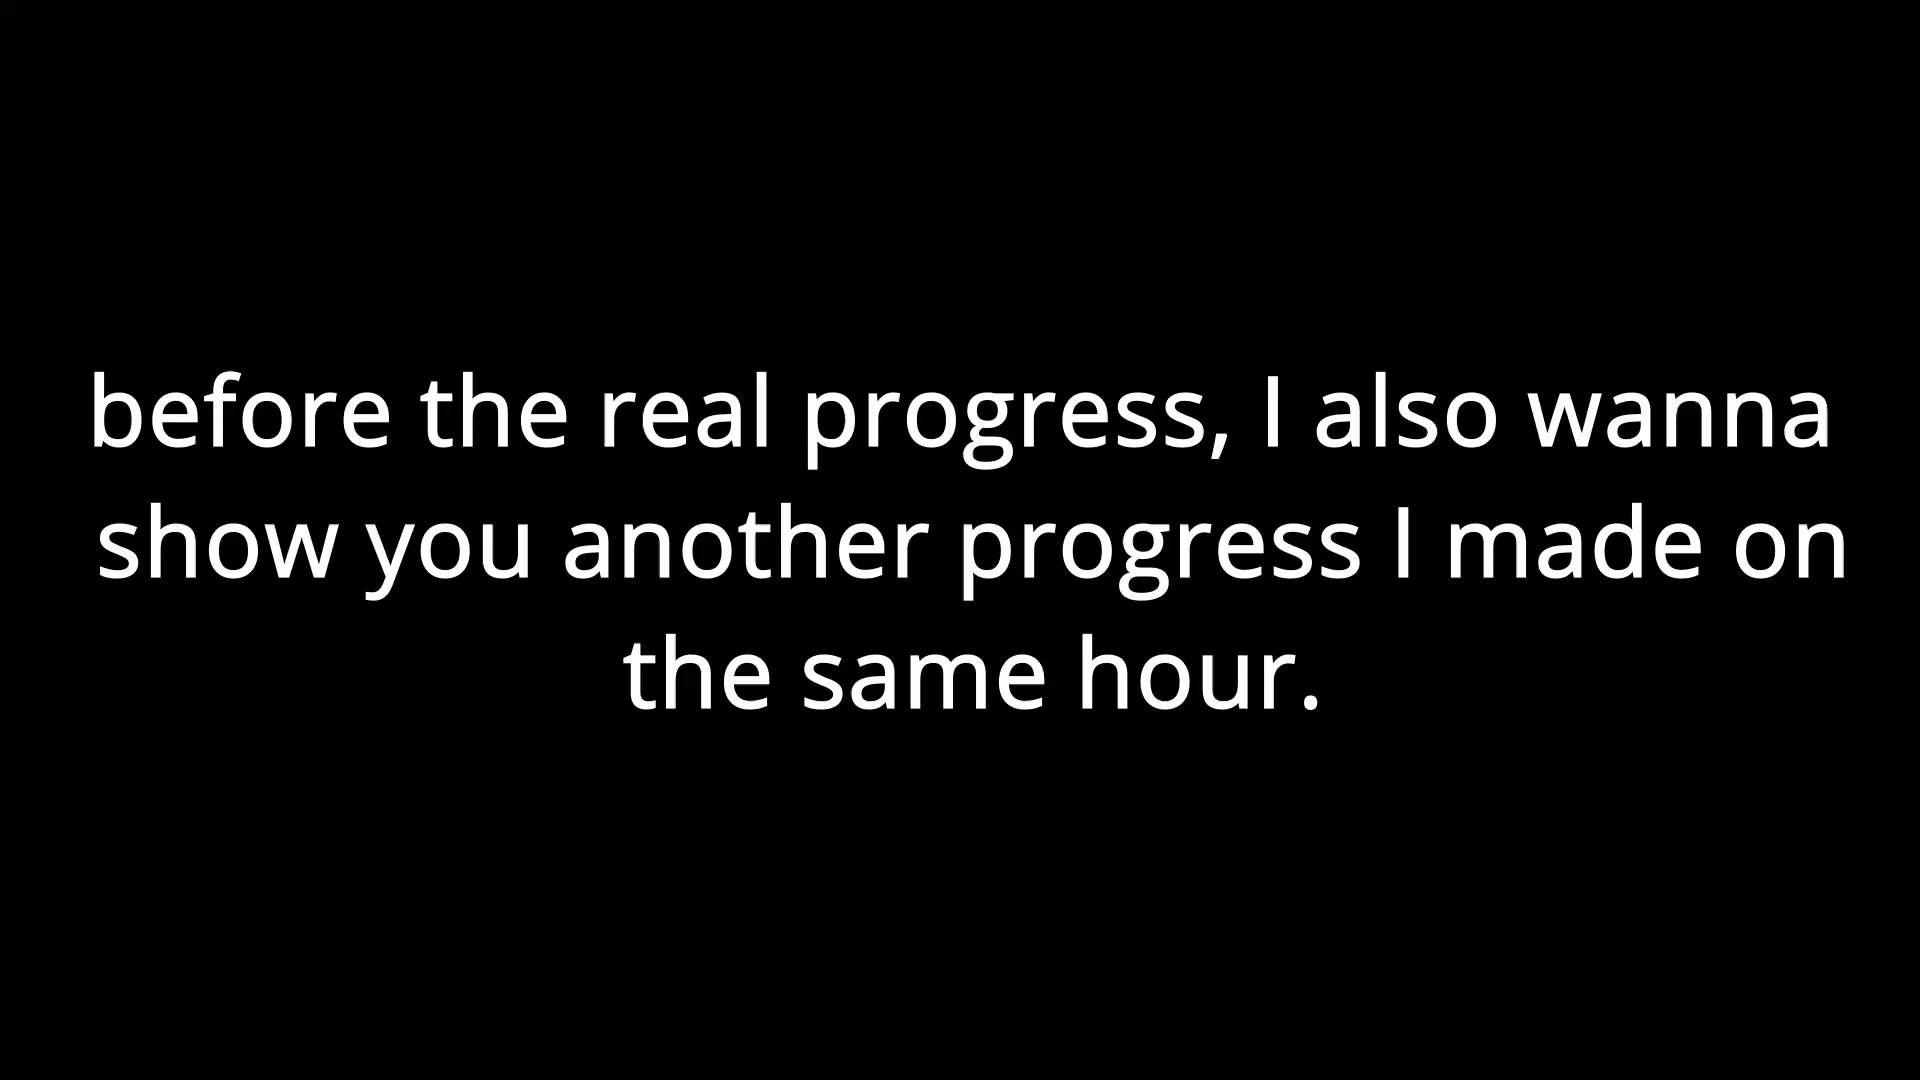 before the real progress, I also wanna
show you another progress I made on
the same hour.